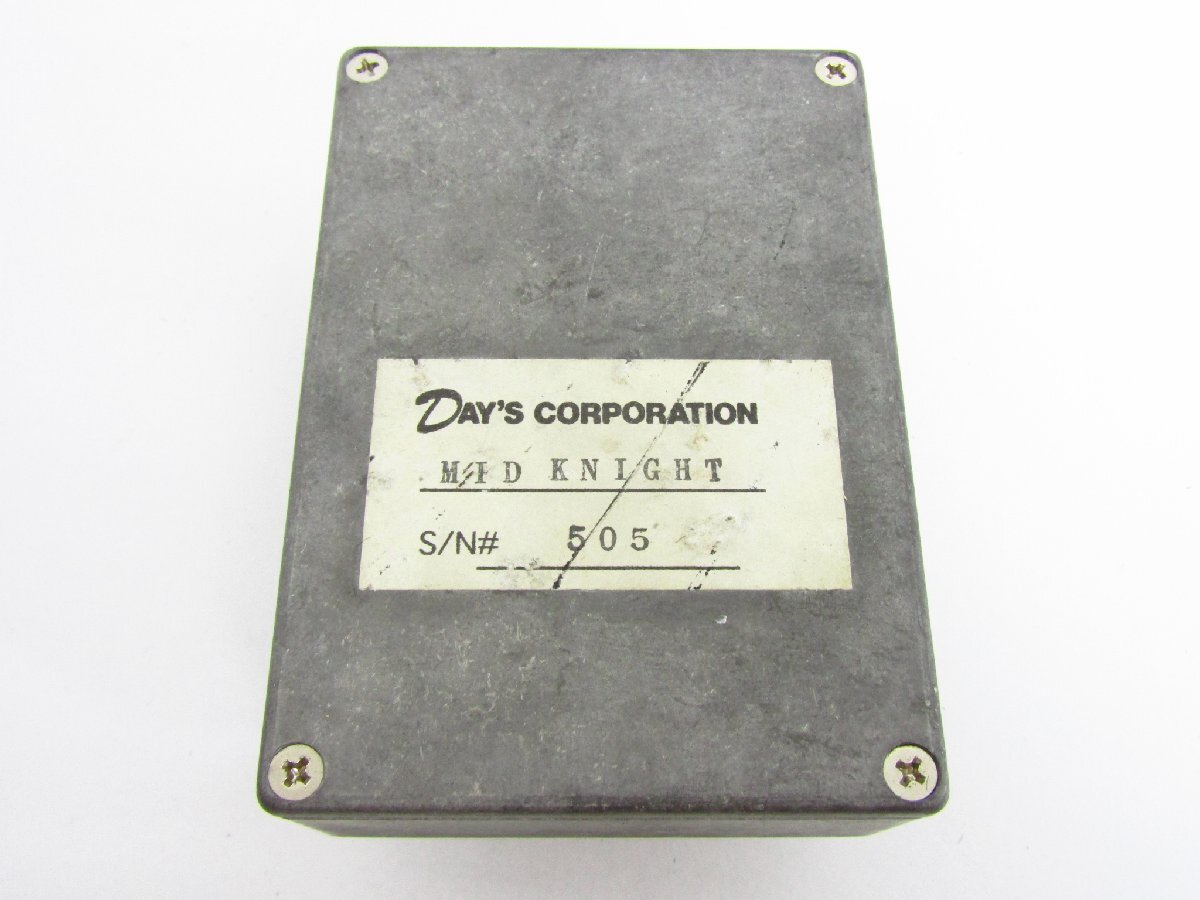 DAY'S CORPORATION
MID KNIGHT
S/N# 505